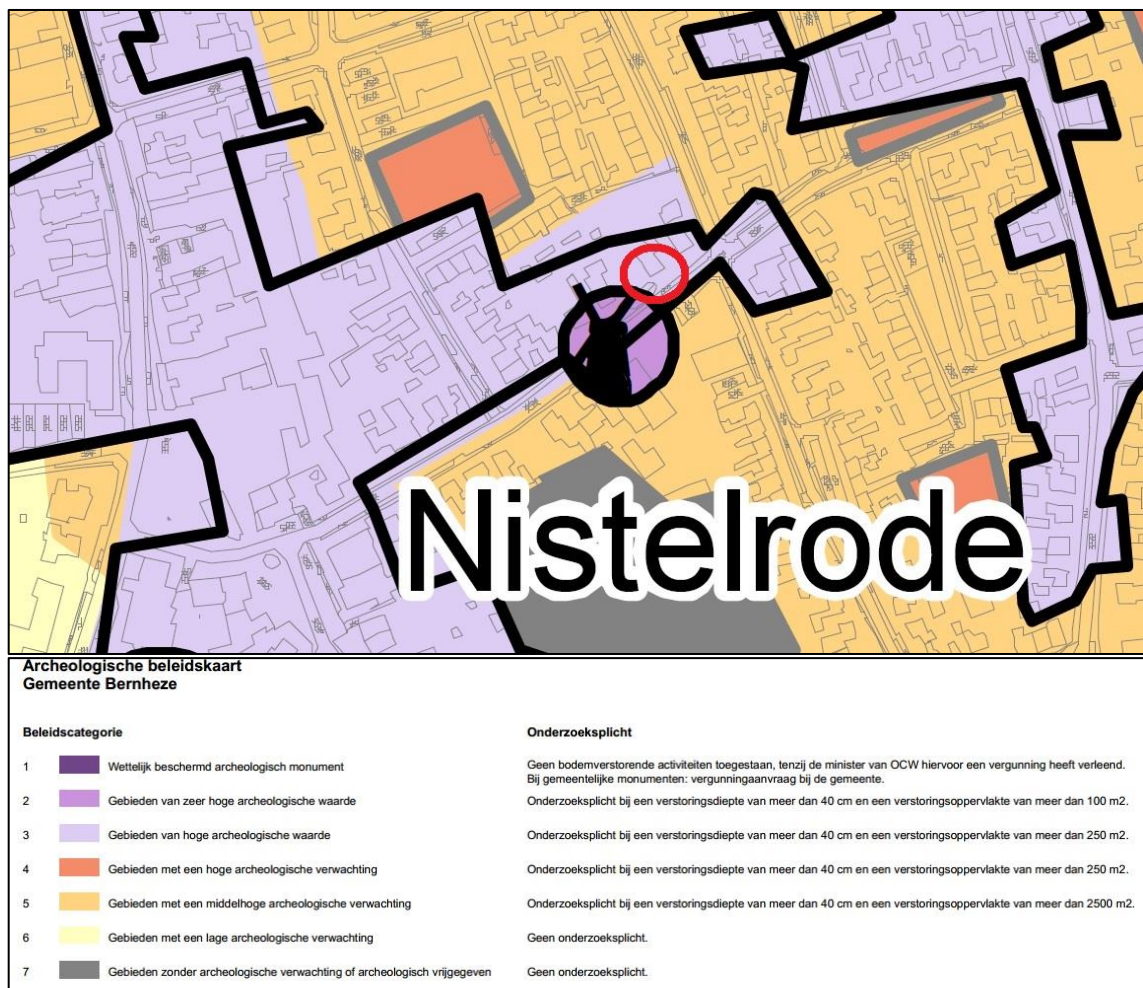 Nistelrode
Archeologische beleidskaart
Gemeente Bernheze
Beleidscategorie Onderzoeksplicht
1 Wettelijk beschermd archeologisch monument Geen bodemverstorende activiteiten toegestaan, tenzij de minister van OCW hiervoor een vergunning heeft verleend.
Bij gemeentelijke monumenten: vergunningaanvraag bij de gemeente.
2 Gebieden van zeer hoge archeologische waarde Onderzoeksplicht bij een verstoringsdiepte van meer dan 40 cm en een verstoringsoppervlakte van meer dan 100 m2.
3 Gebieden van hoge archeologische waarde Onderzoeksplicht bij een verstoringsdiepte van meer dan 40 cm en een verstoringsoppervlakte van meer dan 250 m2.
4 Gebieden met een hoge archeologische verwachting Onderzoeksplicht bij een verstoringsdiepte van meer dan 40 cm en een verstoringsoppervlakte van meer dan 250 m2.
5 Gebieden met een middelhoge archeologische verwachting Onderzoeksplicht bij een verstoringsdiepte van meer dan 40 cm en een verstoringsoppervlakte van meer dan 2500 m2.
6 Gebieden met een lage archeologische verwachting Geen onderzoeksplicht.
7 Gebieden zonder archeologische verwachting of archeologisch vrijgegeven Geen onderzoeksplicht.